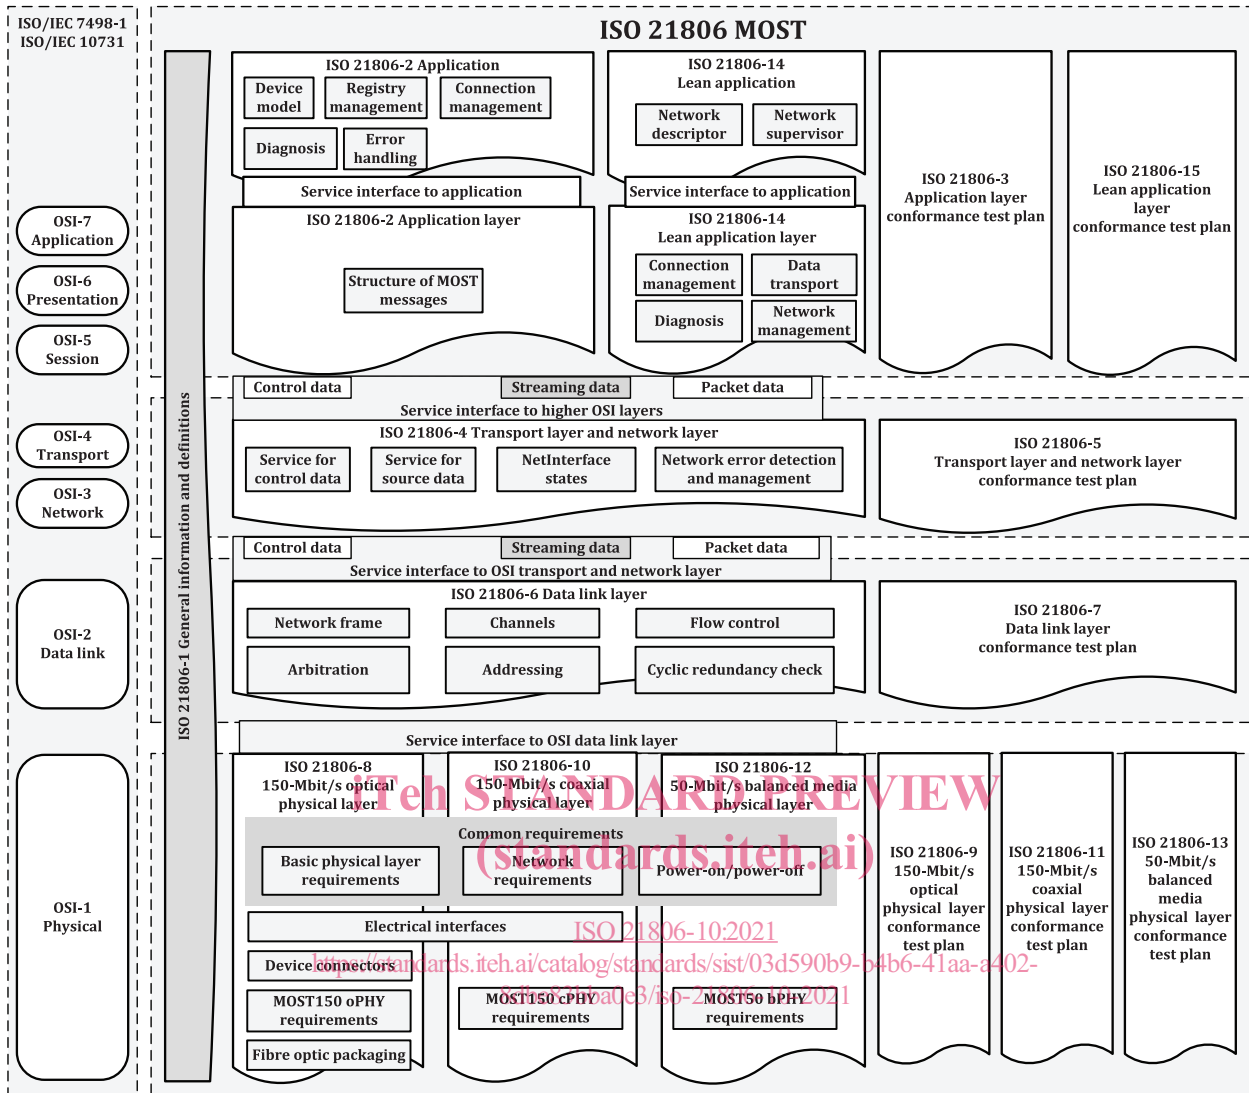 ISO/IEC 7498-1
ISO/IEC 10731
ISO 21806 MOST
ISO 21806-1 General information and definitions
ISO 21806-2 Application
Device
model
Registry
management
Connection
management
Diagnosis
Error
handling
Service interface to application
ISO 21806-14
Lean application
Network
descriptor
Network
supervisor
Service interface to application
ISO 21806-3
Application layer
conformance test plan
ISO 21806-15
Lean application
layer
conformance test plan
OSI-7
Application
OSI-6
Presentation
OSI-5
Session
ISO 21806-2 Application layer
Structure of MOST
messages
ISO 21806-14
Lean application layer
Connection
management
Data
transport
Diagnosis
Network
management
Control data
Streaming data
Packet data
Service interface to higher OSI layers
OSI-4
Transport
OSI-3
Network
ISO 21806-4 Transport layer and network layer
Service for
control data
Service for
source data
NetInterface
states
Network error detection
and management
ISO 21806-5
Transport layer and network layer
conformance test plan
Control data
Streaming data
Packet data
Service interface to OSI transport and network layer
OSI-2
Data link
ISO 21806-6 Data link layer
Network frame
Channels
Flow control
Arbitration
Addressing
Cyclic redundancy check
ISO 21806-7
Data link layer
conformance test plan
Service interface to OSI data link layer
OSI-1
Physical
ISO 21806-8
150-Mbit/s optical
physical layer
ISO 21806-10
150-Mbit/s coaxial
physical layer
ISO 21806-12
50-Mbit/s balanced media
physical layer
Common requirements
Basic physical layer
requirements
Network
requirements
Power-on/power-off
Electrical interfaces
Device connectors
MOST150 oPHY
requirements
MOST150 cPHY
requirements
MOST50 bPHY
requirements
Fibre optic packaging
ISO 21806-9
150-Mbit/s
optical
physical layer
conformance
test plan
ISO 21806-11
150-Mbit/s
coaxial
physical layer
conformance
test plan
ISO 21806-13
50-Mbit/s
balanced
media
physical layer
conformance
test plan
iTeh STANDARD PREVIEW
(standards.iteh.ai)
ISO 21806-10:2021
https://standards.iteh.ai/catalog/standards/sist/03d590b9-b4b6-41aa-a402-